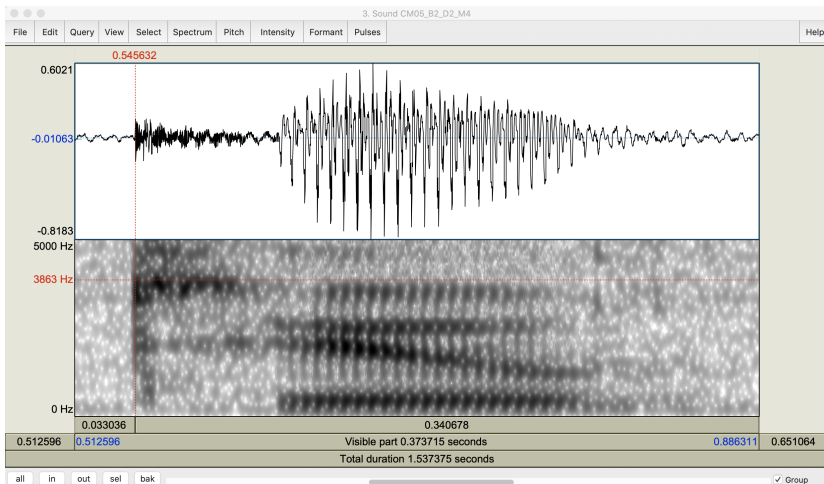 3. Sound CM05_B2_D2_M4
File Edit Query View Select Spectrum Pitch Intensity Formant Pulses Help
0.545632
0.6021
-0.01063
-0.8183
5000 Hz
3863 Hz
0 Hz
0.033036 0.340678
0.512596 0.512596 Visible part 0.373715 seconds 0.886311 0.651064
Total duration 1.537375 seconds
all in out sel bak Group